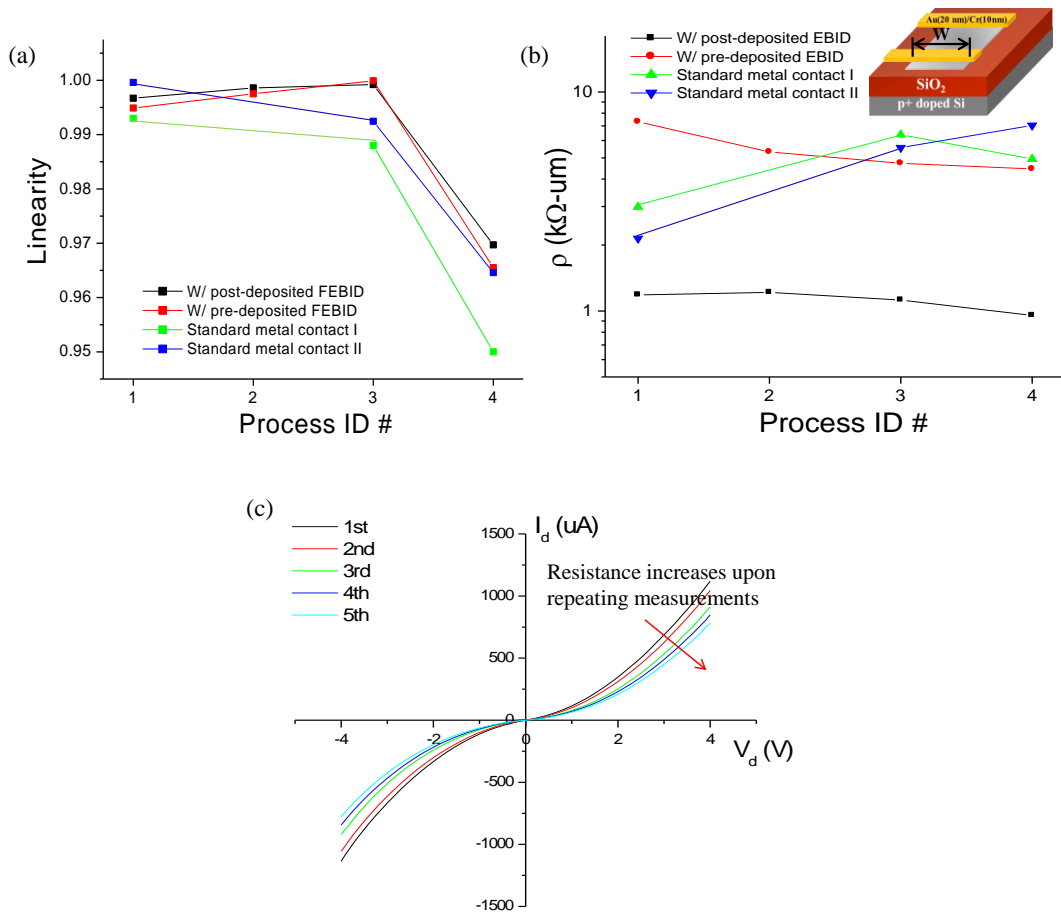 (a)
1.00
0.99
0.98
0.97
0.96
0.95
Linearity
W/ post-deposited FEBID
W/ pre-deposited FEBID
Standard metal contact I
Standard metal contact II
1 2 3 4
Process ID #
(b)
W/ post-deposited EBID
W/ pre-deposited EBID
Standard metal contact I
Standard metal contact II
Au(20 nm)/Cr(10nm)
W
SiO₂
p+ doped Si
10
1
ρ (kΩ-um)
1 2 3 4
Process ID #
(c)
1st
2nd
3rd
4th
5th
I_d (uA)
1500
1000
500
0
-500
-1000
-1500
Resistance increases upon
repeating measurements
-4 -2 0 2 4
V_d (V)